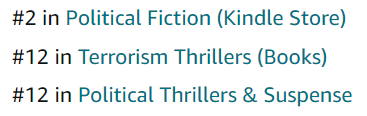 #2 in Political Fiction (Kindle Store)
#12 in Terrorism Thrillers (Books)
#12 in Political Thrillers & Suspense